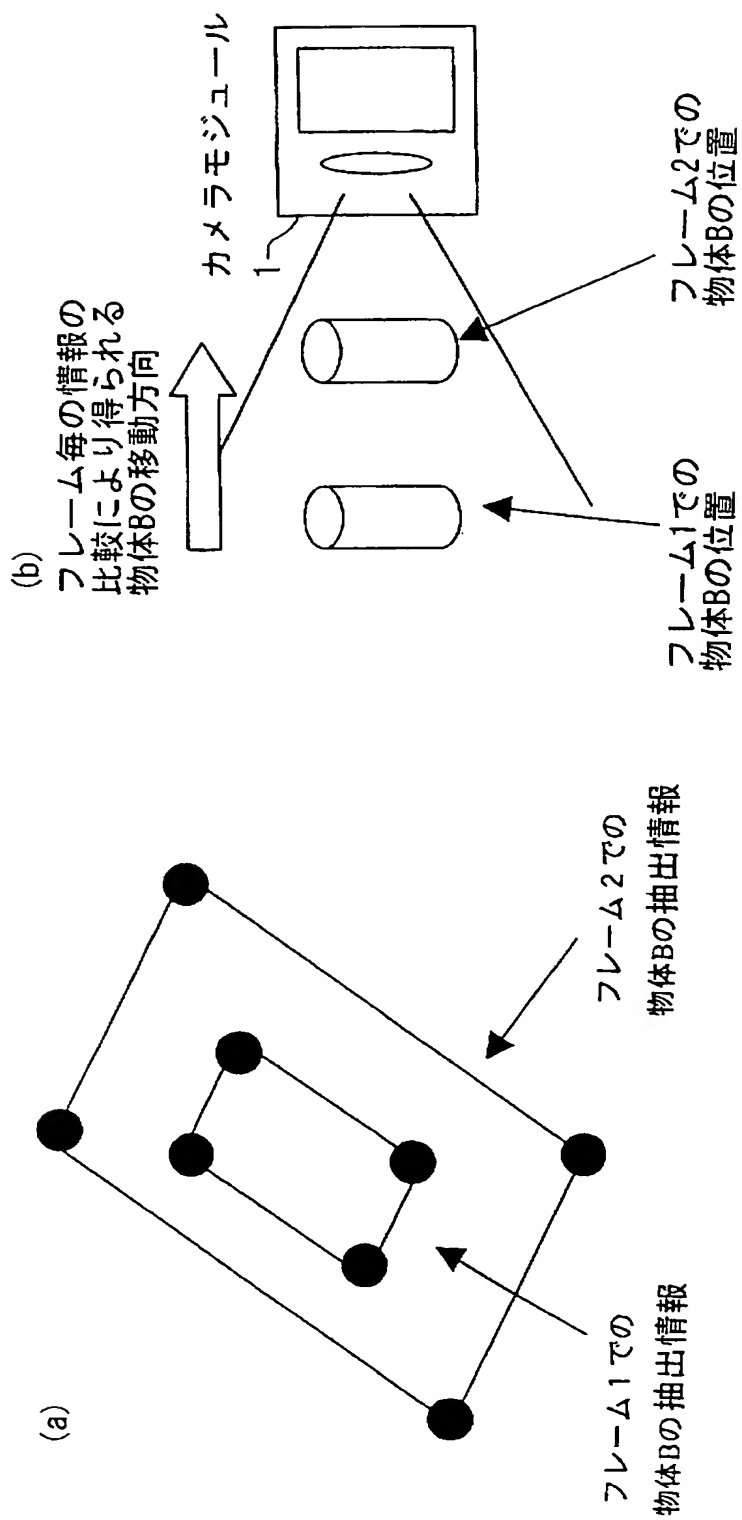 (a)
フレーム1での
物体Bの抽出情報
フレーム2での
物体Bの抽出情報
(b)
フレーム毎の情報の
比較により得られる
物体Bの移動方向
カメラモジュール
1
フレーム1での
物体Bの位置
フレーム2での
物体Bの位置